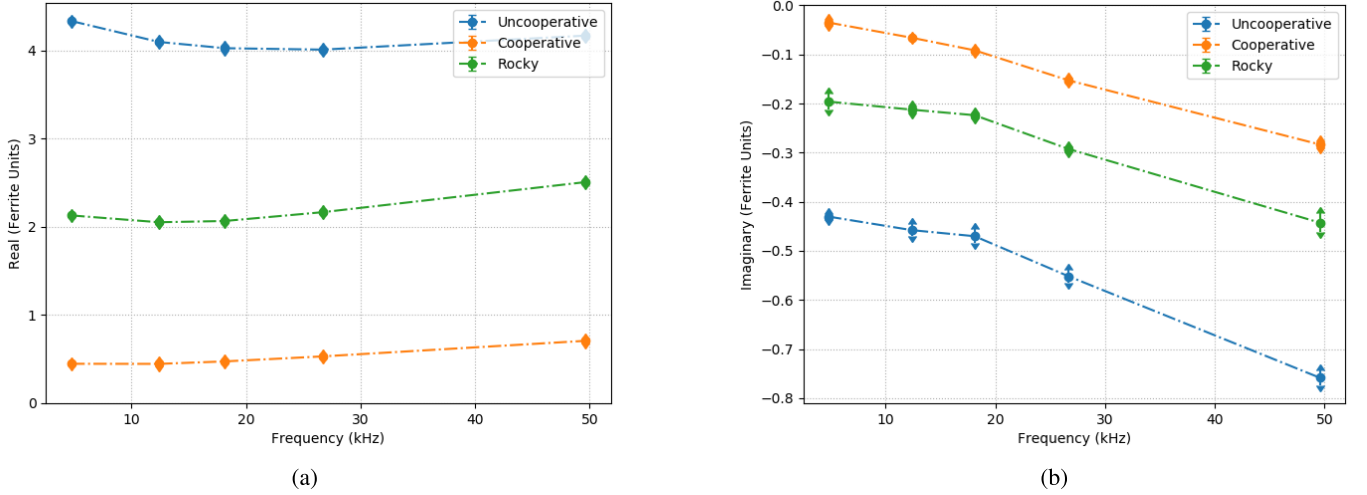 Real (Ferrite Units)
4
3
2
1
0
Uncooperative
Cooperative
Rocky
10
20
30
40
50
Frequency (kHz)
(a)
Imaginary (Ferrite Units)
0.0
−0.1
−0.2
−0.3
−0.4
−0.5
−0.6
−0.7
−0.8
Uncooperative
Cooperative
Rocky
10
20
30
40
50
Frequency (kHz)
(b)